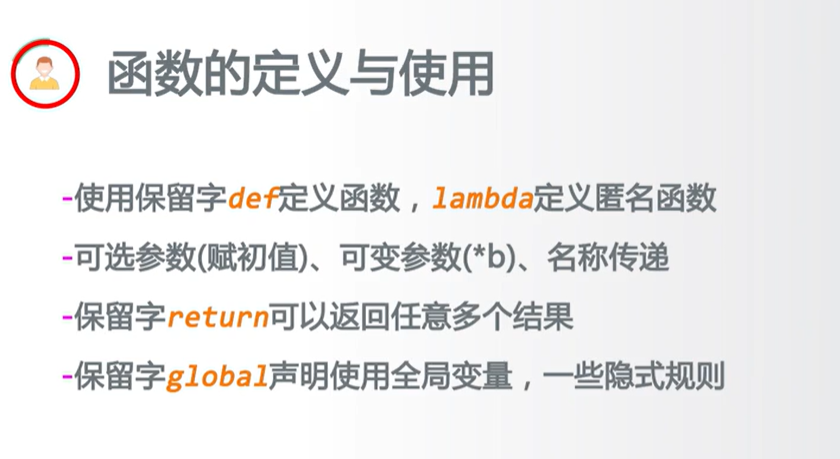 函数的定义与使用
-使用保留字def定义函数，lambda定义匿名函数
-可选参数(赋初值)、可变参数(*b)、名称传递
-保留字return可以返回任意多个结果
-保留字global声明使用全局变量，一些隐式规则